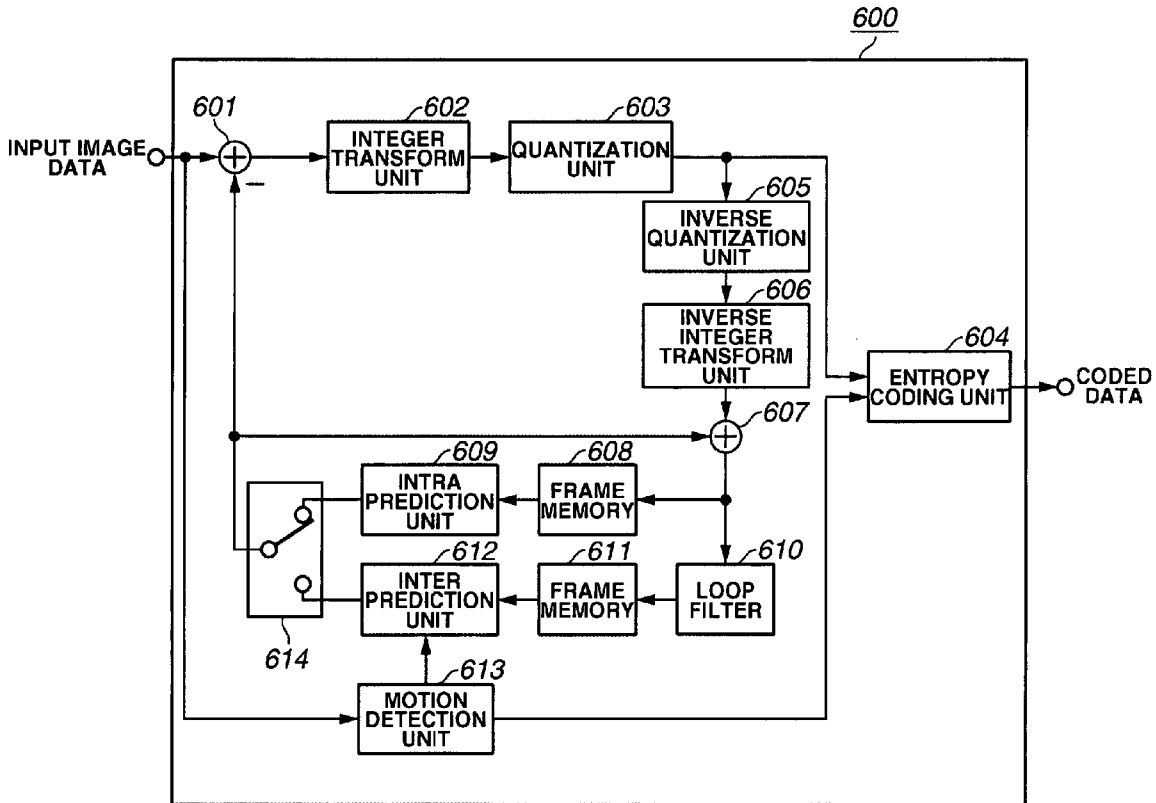 600
601
602
603
INPUT IMAGE
DATA
INTEGER
TRANSFORM
UNIT
QUANTIZATION
UNIT
−
605
INVERSE
QUANTIZATION
UNIT
606
INVERSE
INTEGER
TRANSFORM
UNIT
604
ENTROPY
CODING UNIT
CODED
DATA
607
609
608
INTRA
PREDICTION
UNIT
FRAME
MEMORY
612
611
610
INTER
PREDICTION
UNIT
FRAME
MEMORY
LOOP
FILTER
614
613
MOTION
DETECTION
UNIT